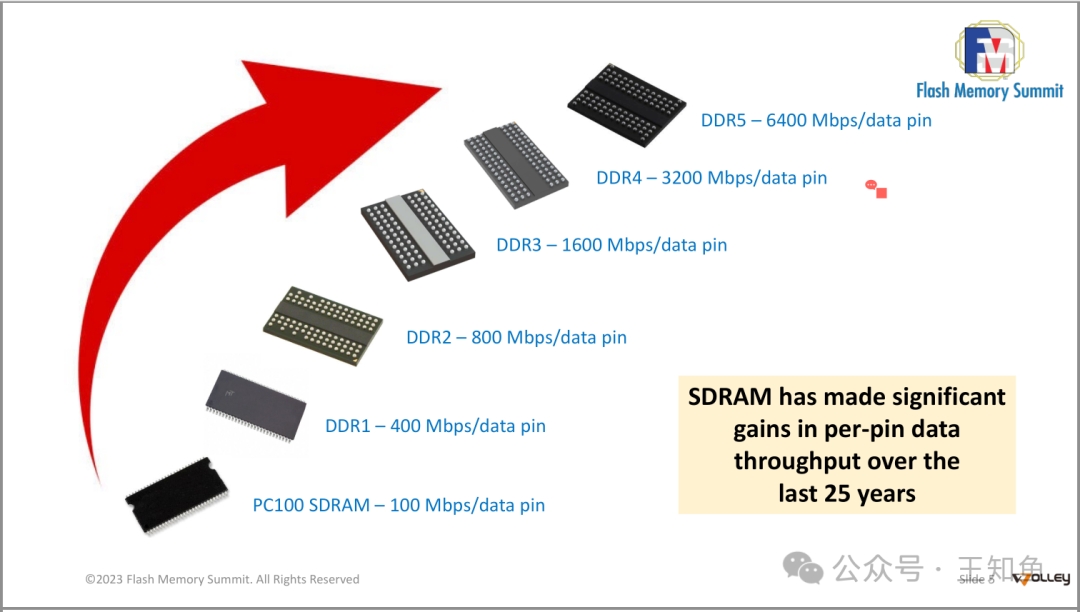 Flash Memory Summit
DDR5 – 6400 Mbps/data pin
DDR4 – 3200 Mbps/data pin
DDR3 – 1600 Mbps/data pin
DDR2 – 800 Mbps/data pin
DDR1 – 400 Mbps/data pin
PC100 SDRAM – 100 Mbps/data pin
SDRAM has made significant
gains in per-pin data
throughput over the
last 25 years
©2023 Flash Memory Summit. All Rights Reserved
公众号 · 王知鱼
Slide 5
VOLLEY